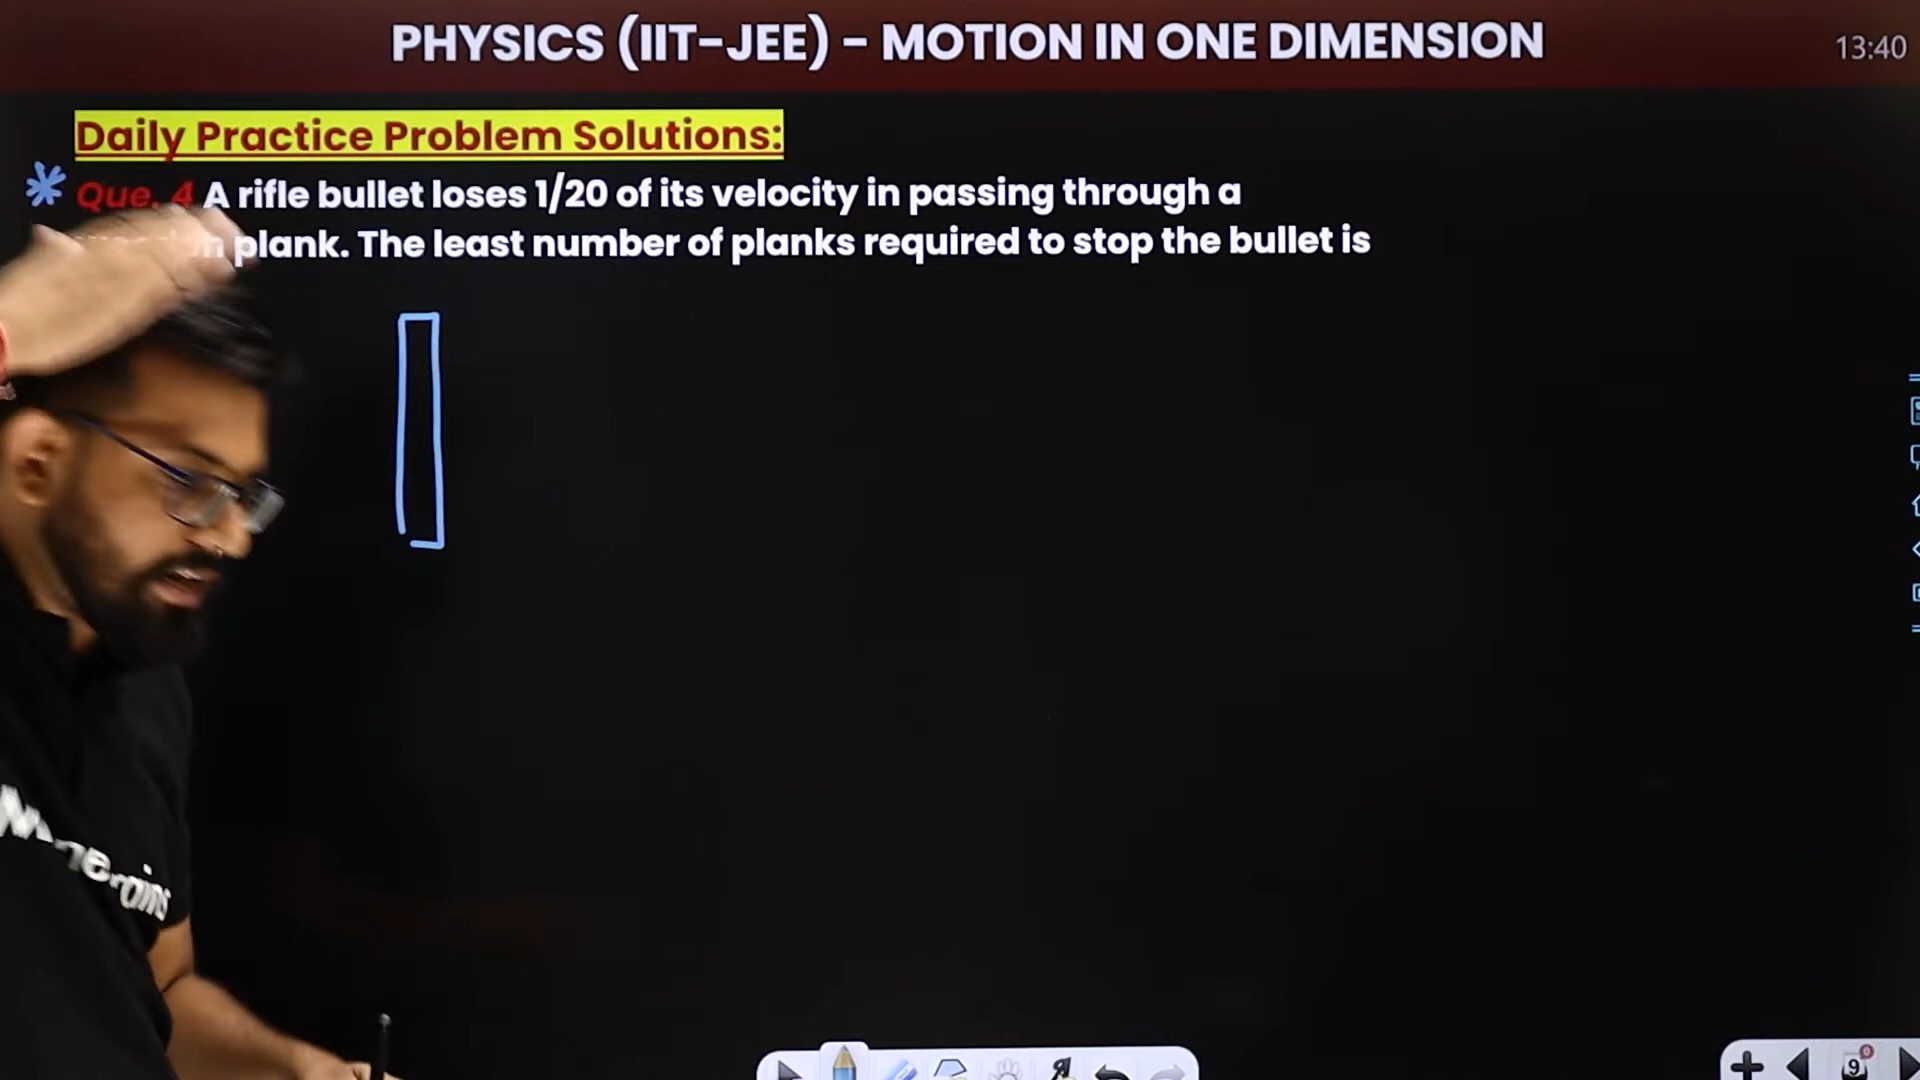 PHYSICS (IIT-JEE) - MOTION IN ONE DIMENSION
13:40
Daily Practice Problem Solutions:
Que. 4 A rifle bullet loses 1/20 of its velocity in passing through a
plank. The least number of planks required to stop the bullet is
9